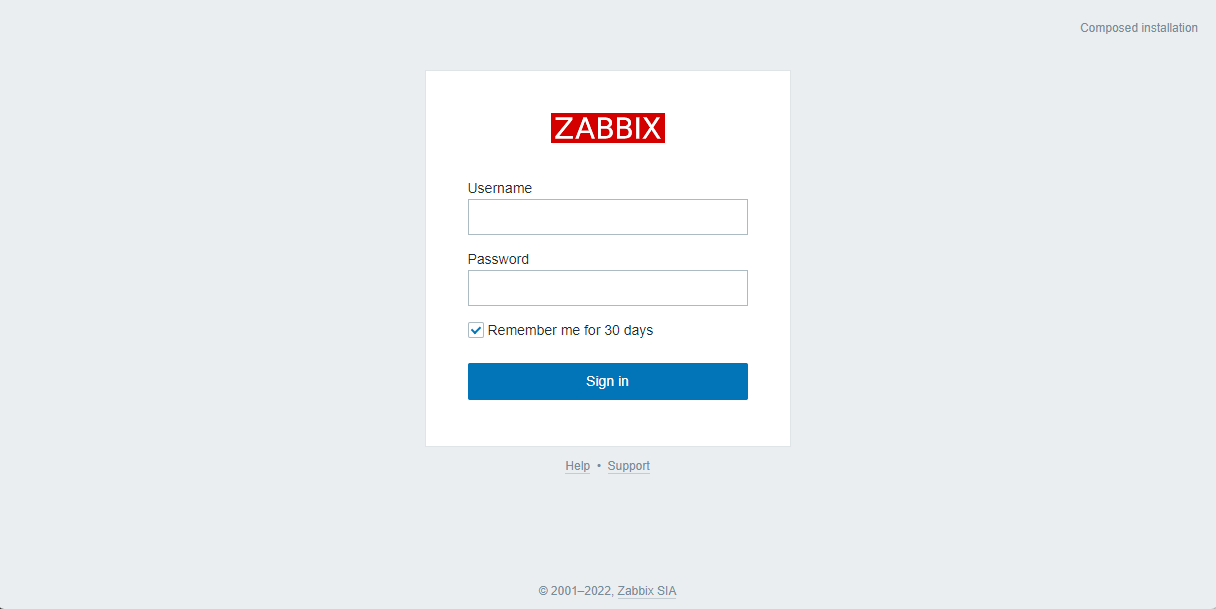 Composed installation
ZABBIX
Username
Password
Remember me for 30 days
Sign in
Help • Support
© 2001–2022, Zabbix SIA